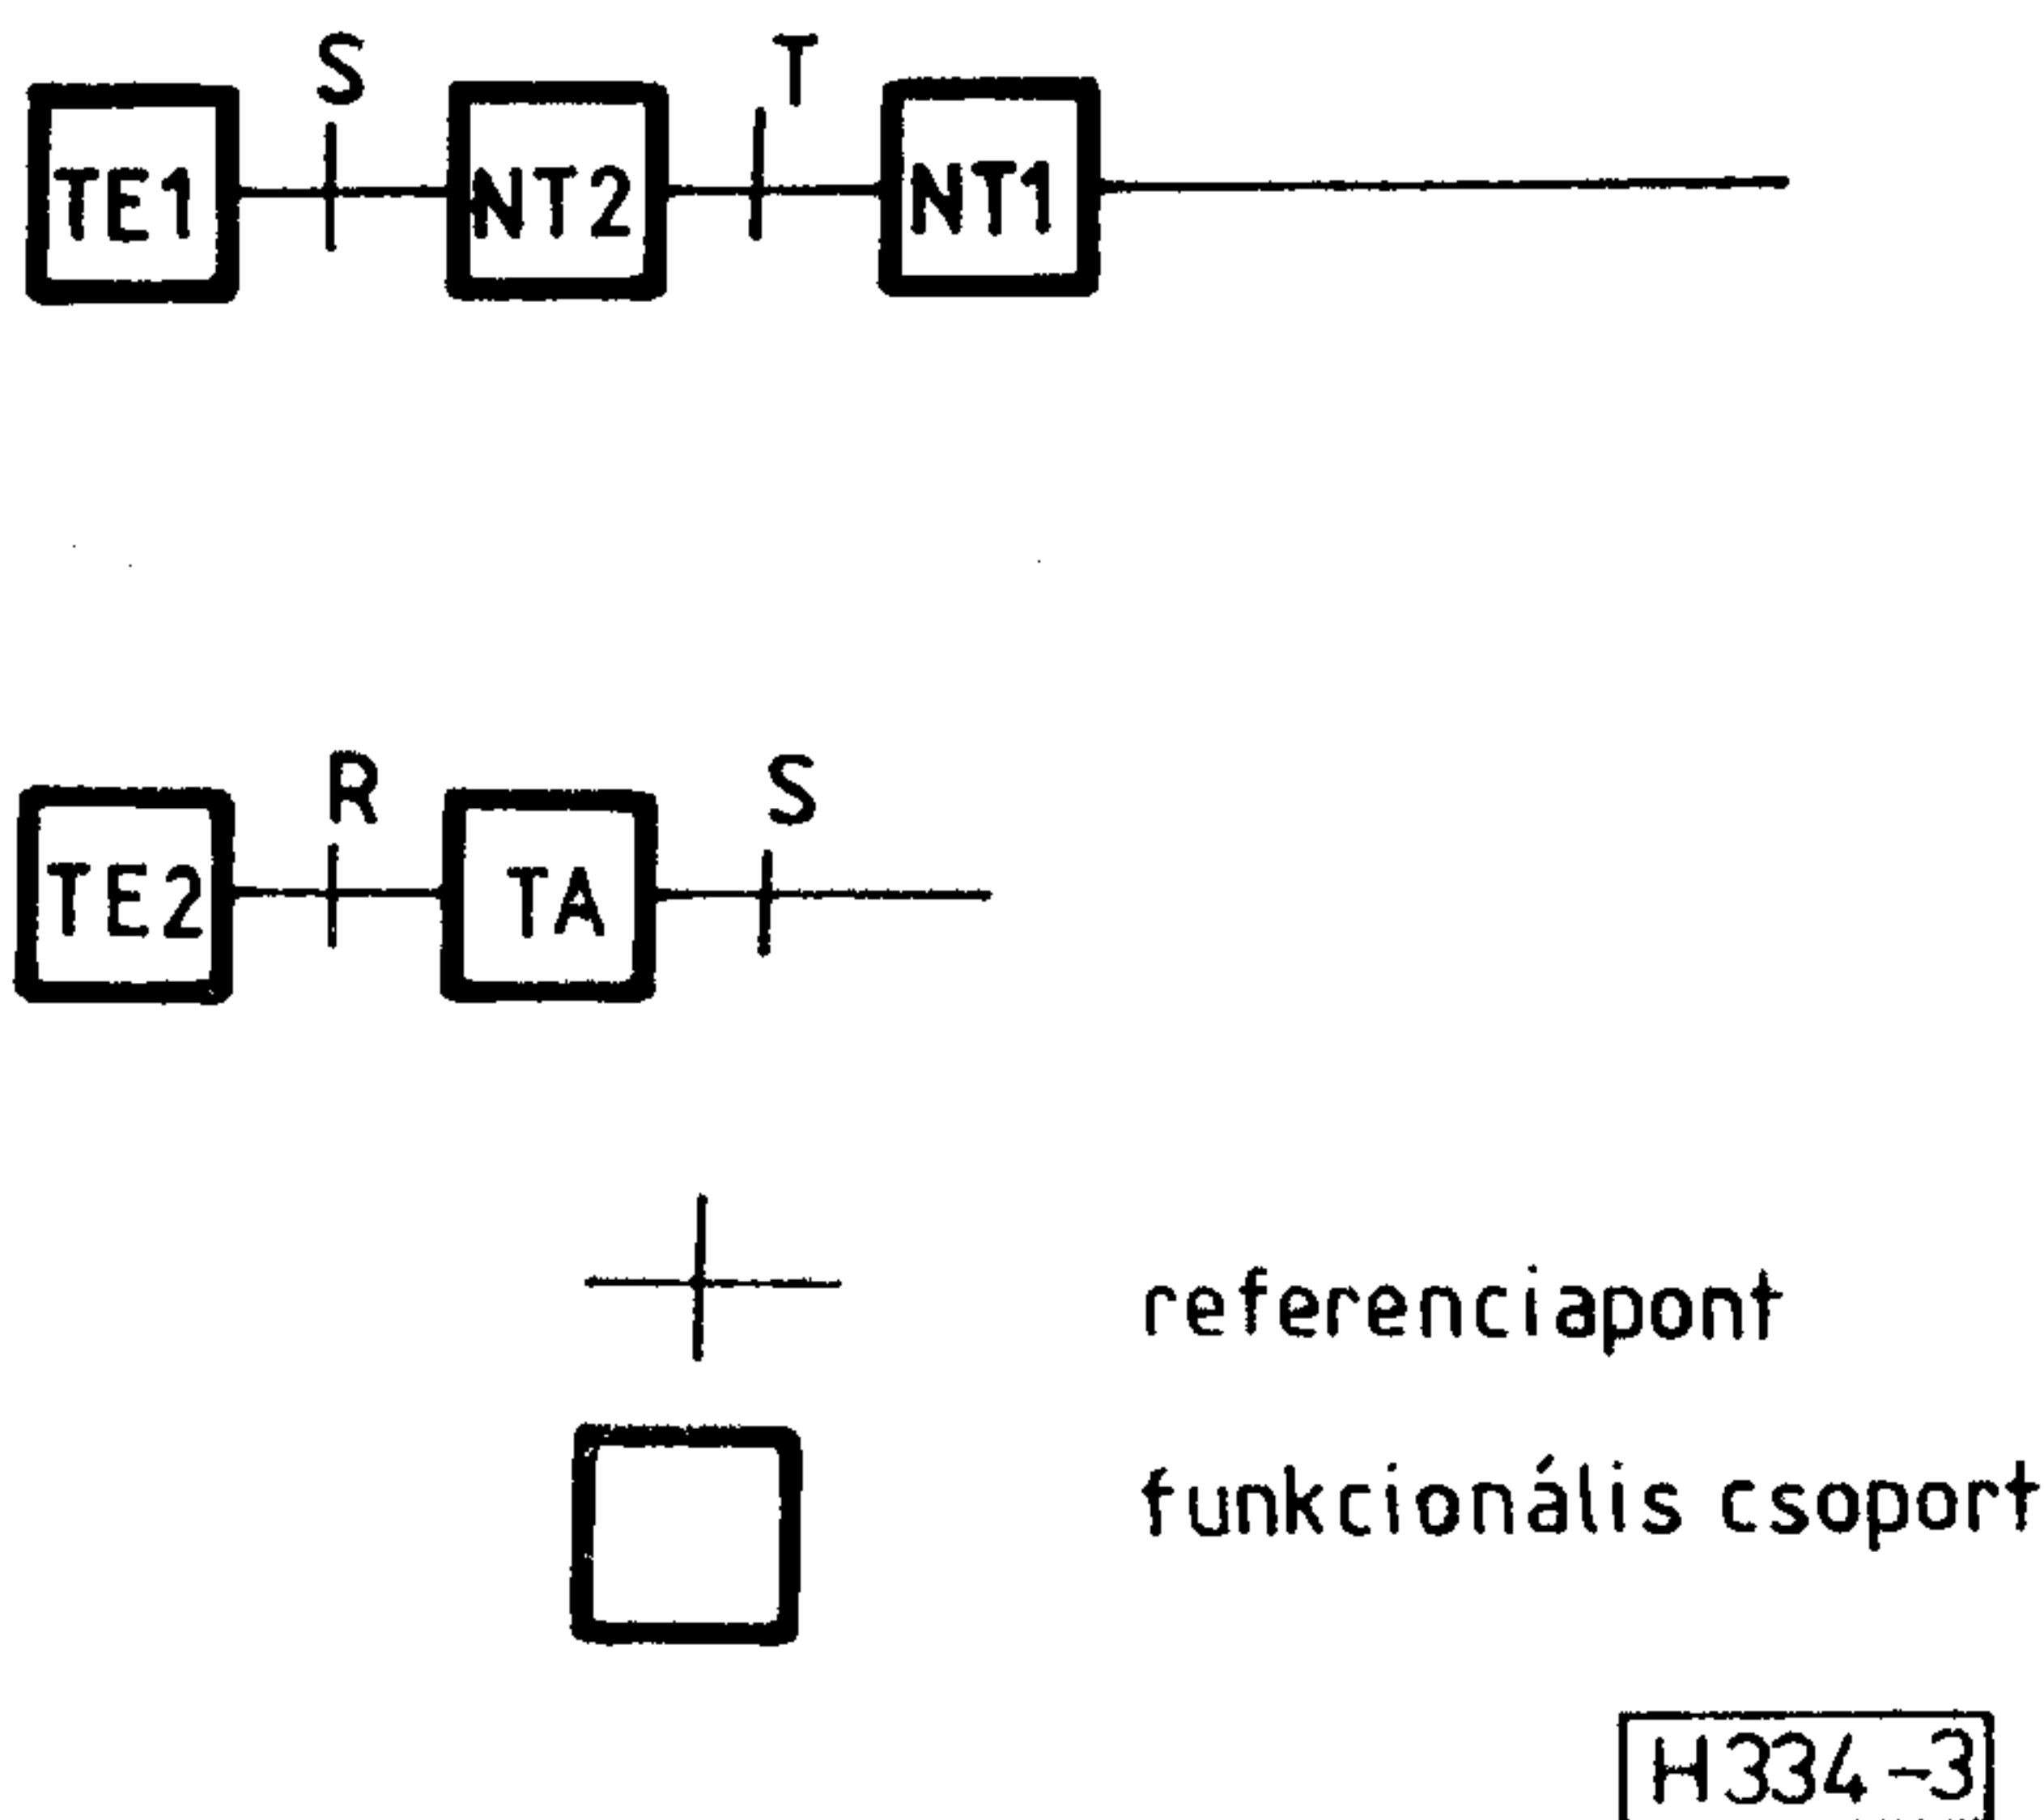 S T
TE1 NT2 NT1
R S
TE2 TA
referenciapont
funkcionális csoport
H334-3